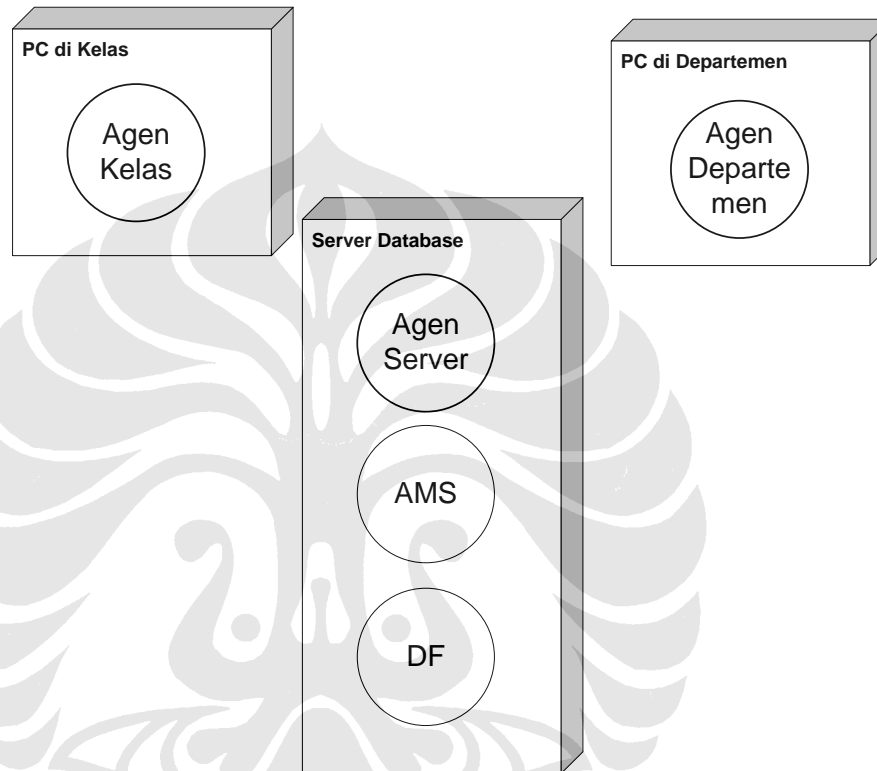 PC di Kelas
Agen
Kelas
PC di Departemen
Agen
Departe
men
Server Database
Agen
Server
AMS
DF